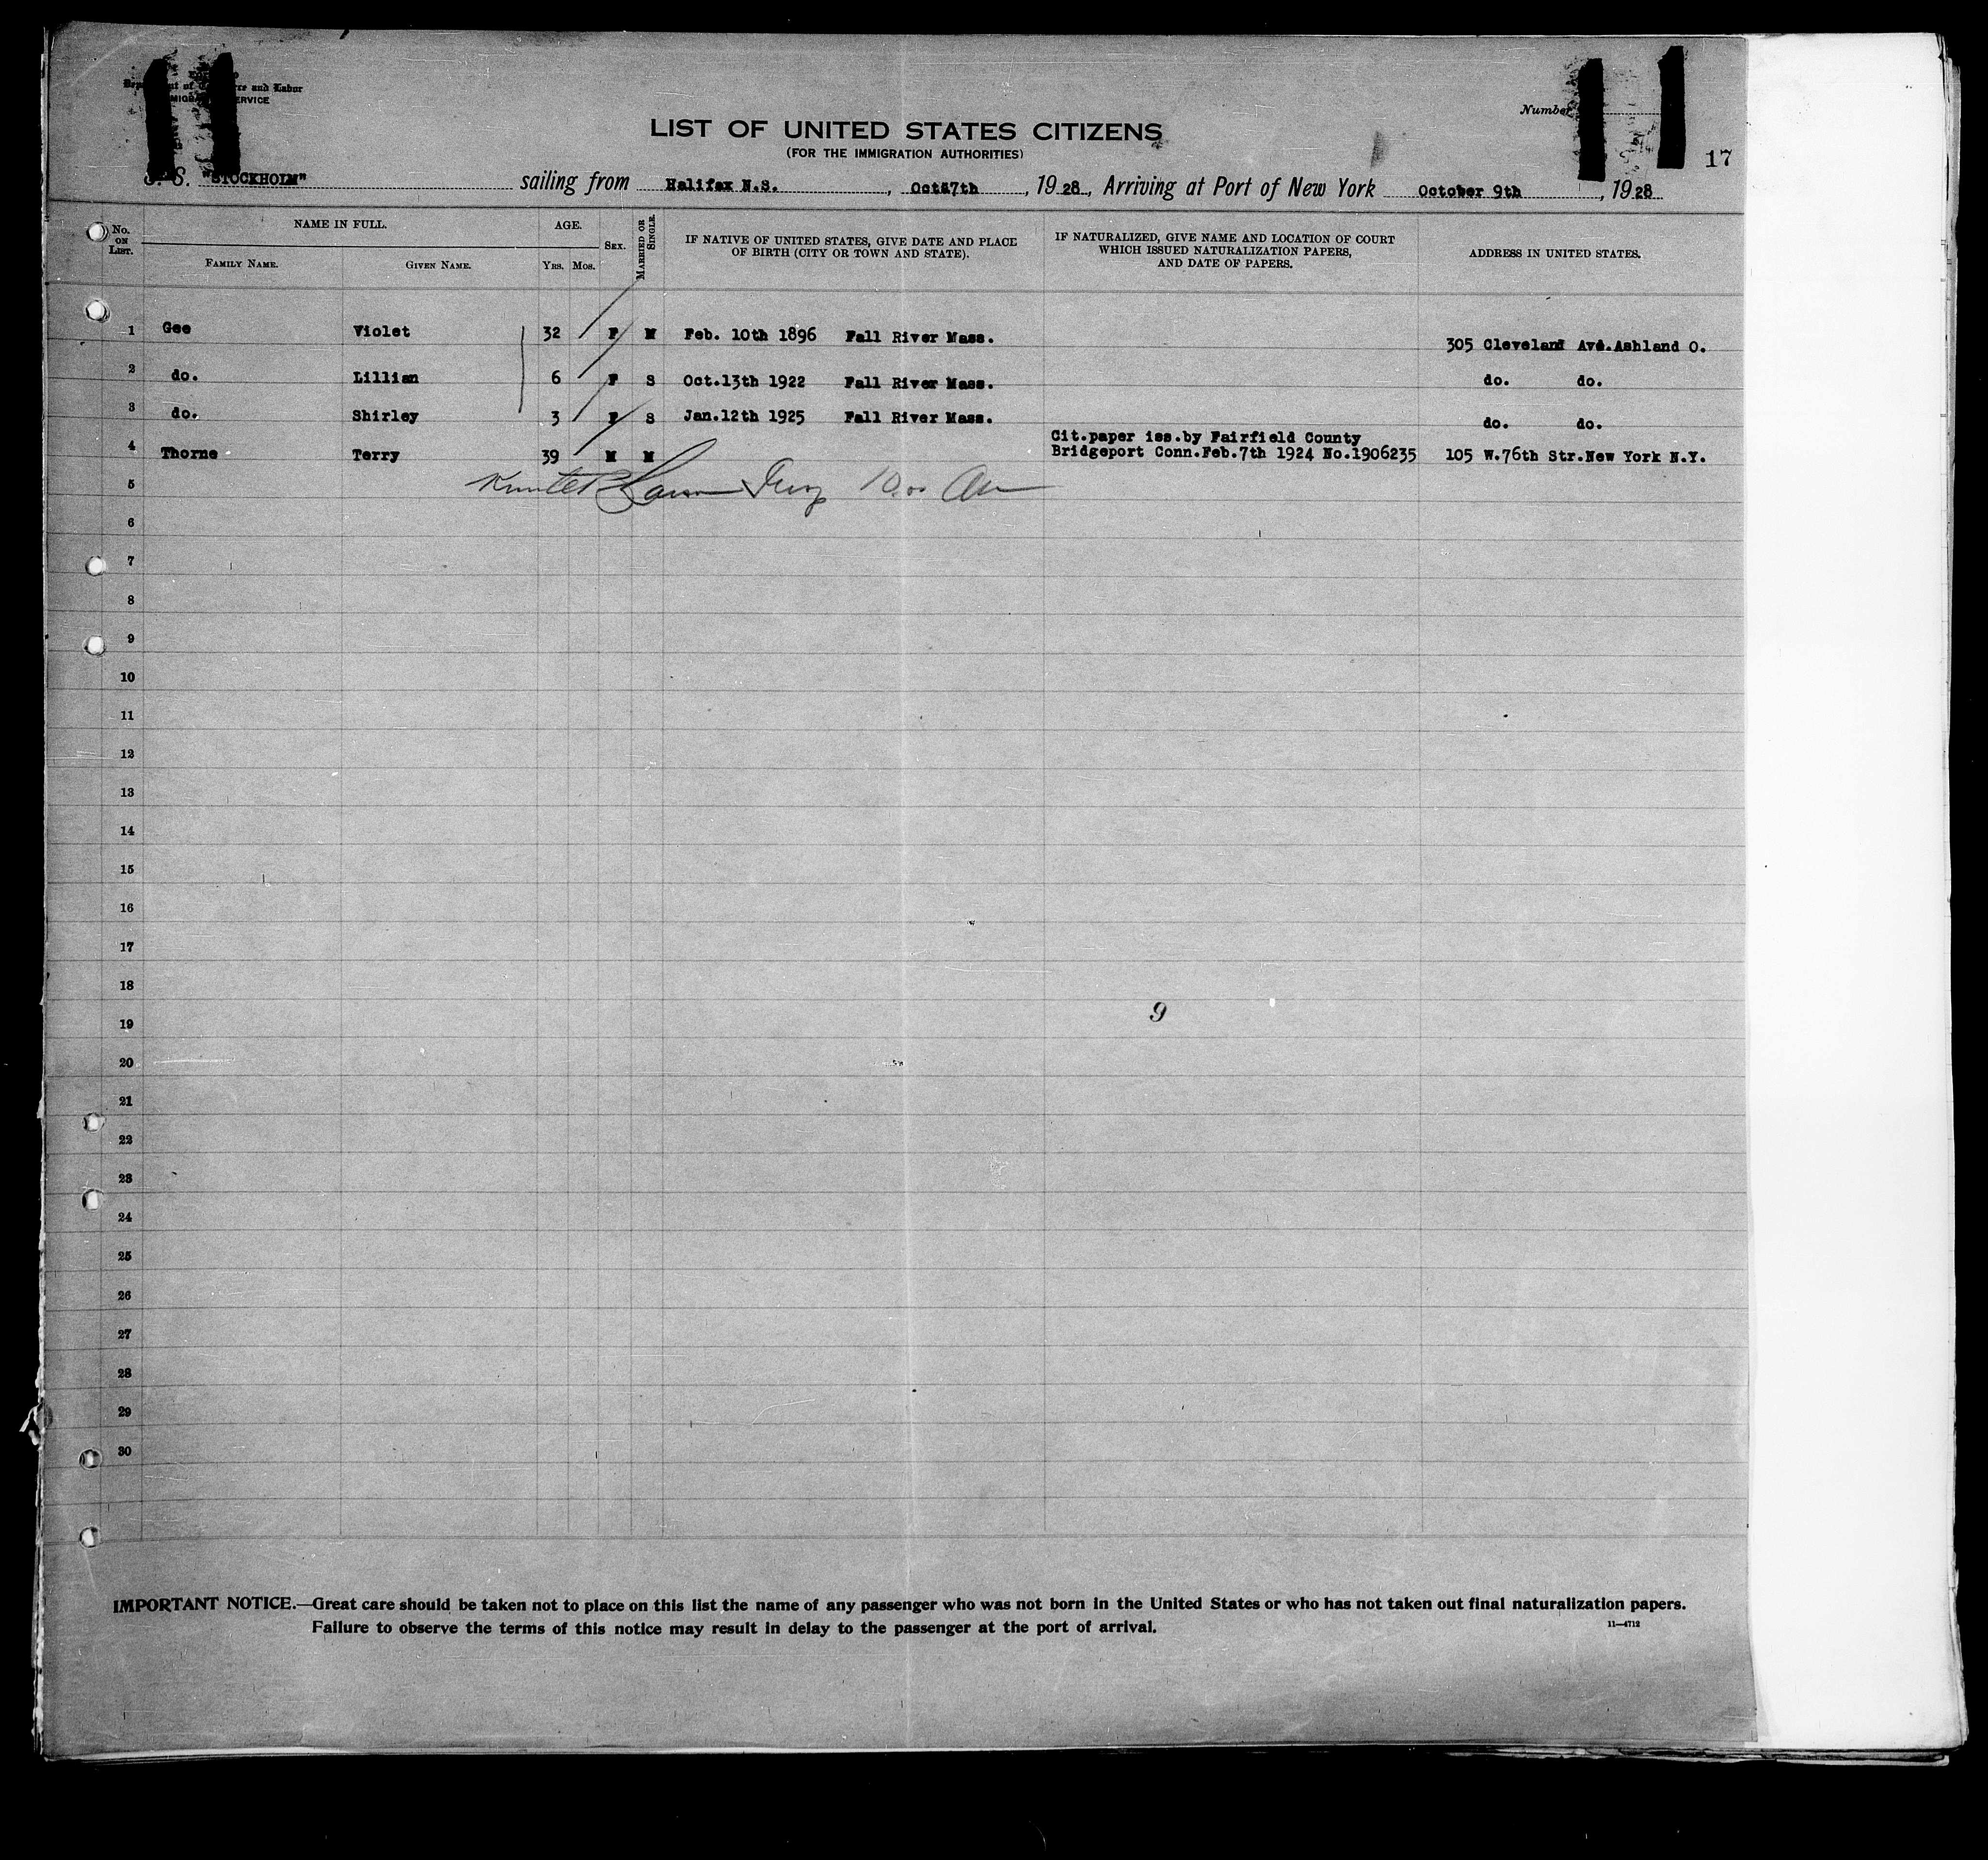 11
11
and Labor
Number
17
LIST OF UNITED STATES CITIZENS
(FOR THE IMMIGRATION AUTHORITIES)
S. S. "STOCKHOLM" sailing from Halifax N.S., Oct.7th, 1928, Arriving at Port of New York October 9th, 1928
No. ON LIST. NAME IN FULL. AGE. SEX. MARRIED OR SINGLE. IF NATIVE OF UNITED STATES, GIVE DATE AND PLACE OF BIRTH (CITY OR TOWN AND STATE). IF NATURALIZED, GIVE NAME AND LOCATION OF COURT WHICH ISSUED NATURALIZATION PAPERS, AND DATE OF PAPERS. ADDRESS IN UNITED STATES.
FAMILY NAME. GIVEN NAME. YRS. MOS.
1 Gee Violet 32 F M Feb. 10th 1896 Fall River Mass. 305 Cleveland Ave.Ashland O.
2 do. Lillian 6 F S Oct.13th 1922 Fall River Mass. do. do.
3 do. Shirley 3 F S Jan.12th 1925 Fall River Mass. do. do.
Cit.paper iss.by Fairfield County
4 Thorne Terry 39 M M Bridgeport Conn.Feb.7th 1924 No.1906235 105 W.76th Str.New York N.Y.
5
6
7
8
9
10
11
12
13
14
15
16
17
18
9
19
20
21
22
23
24
25
26
27
28
29
30
IMPORTANT NOTICE.—Great care should be taken not to place on this list the name of any passenger who was not born in the United States or who has not taken out final naturalization papers.
Failure to observe the terms of this notice may result in delay to the passenger at the port of arrival.
11—4712